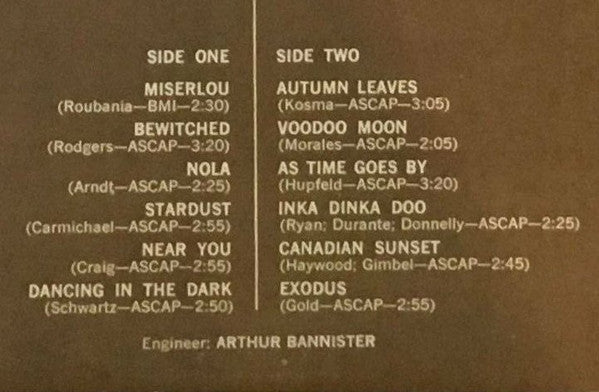 SIDE ONE
MISERLOU
(Roubania—BMI—2:30)
BEWITCHED
(Rodgers—ASCAP—3:20)
NOLA
(Arndt—ASCAP—2:25)
STARDUST
(Carmichael—ASCAP—2:55)
NEAR YOU
(Craig—ASCAP—2:55)
DANCING IN THE DARK
(Schwartz—ASCAP—2:50)
SIDE TWO
AUTUMN LEAVES
(Kosma—ASCAP—3:05)
VOODOO MOON
(Morales—ASCAP—2:05)
AS TIME GOES BY
(Hupfeld—ASCAP—3:20)
INKA DINKA DOO
(Ryan; Durante; Donnelly—ASCAP—2:25)
CANADIAN SUNSET
(Haywood; Gimbel—ASCAP—2:45)
EXODUS
(Gold—ASCAP—2:55)
Engineer: ARTHUR BANNISTER